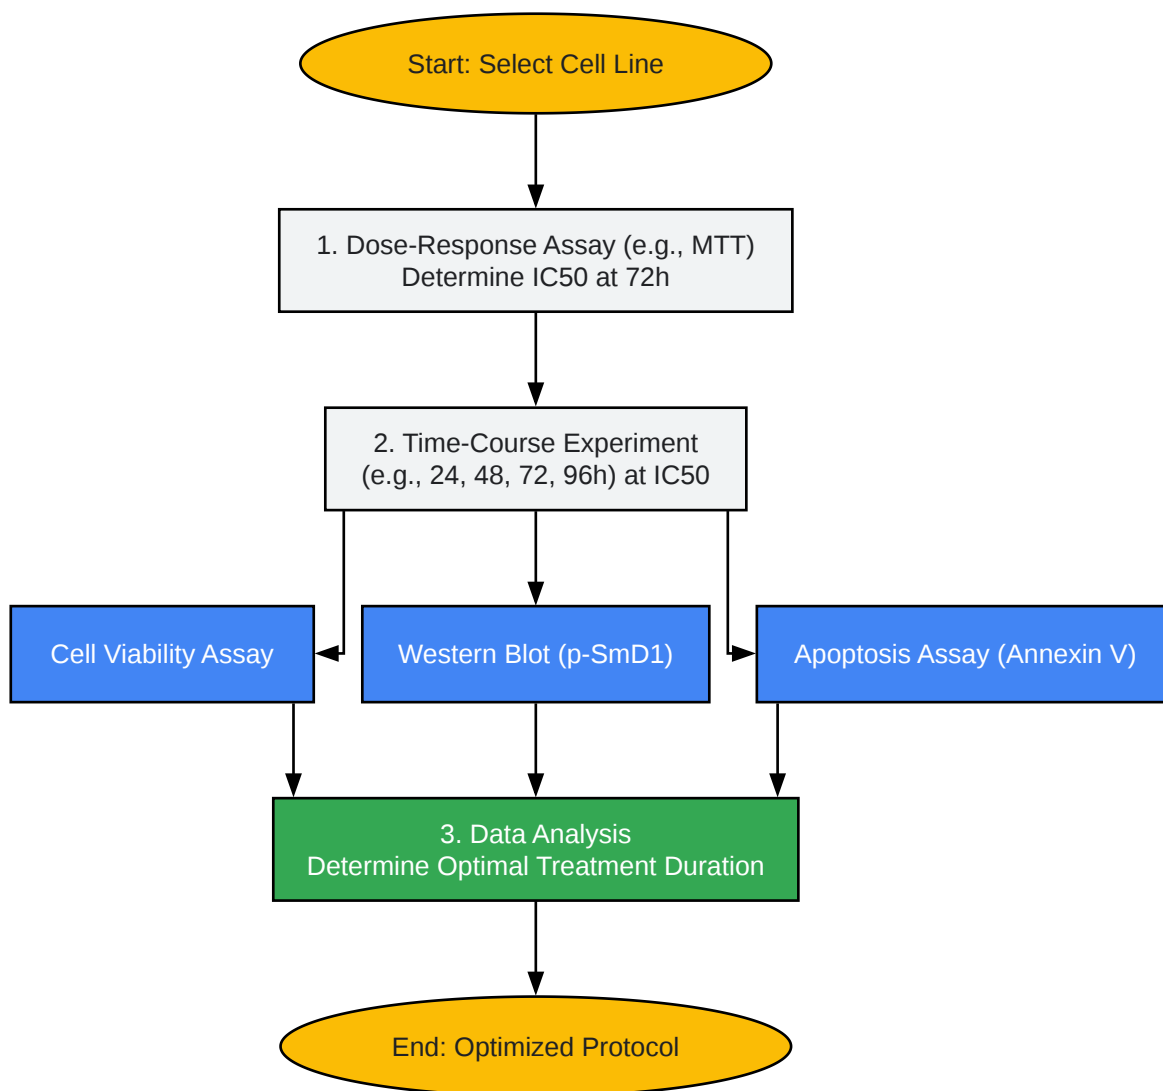 Start: Select Cell Line
1. Dose-Response Assay (e.g., MTT)
Determine IC50 at 72h
2. Time-Course Experiment
(e.g., 24, 48, 72, 96h) at IC50
Cell Viability Assay
Western Blot (p-SmD1)
Apoptosis Assay (Annexin V)
3. Data Analysis
Determine Optimal Treatment Duration
End: Optimized Protocol